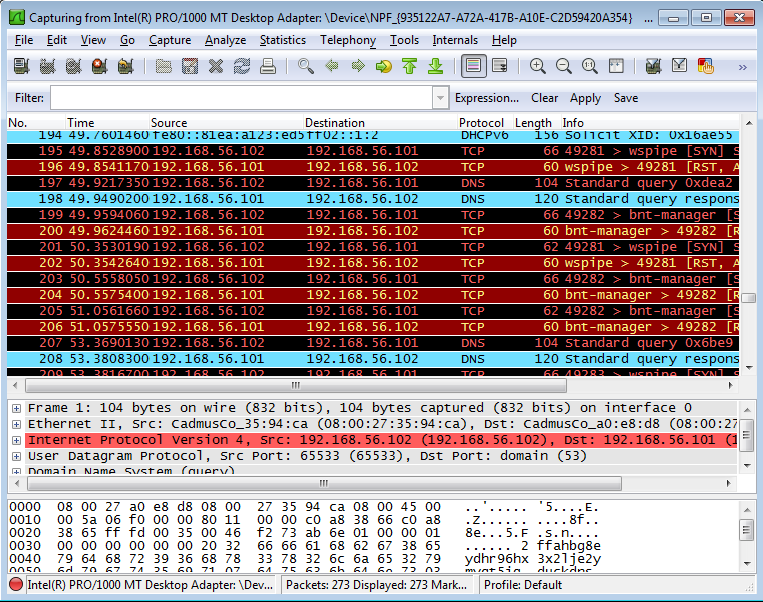 Capturing from Intel(R) PRO/1000 MT Desktop Adapter: \Device\NPF_{935122A7-A72A-417B-A10E-C2D59420A354} ...
File Edit View Go Capture Analyze Statistics Telephony Tools Internals Help
Filter: Expression... Clear Apply Save
No. Time Source Destination Protocol Length Info
194 49.7601460 fe80::81ea:a123:ed5 ff02::1:2 DHCPv6 156 Solicit XID: 0x16ae55
195 49.8528900 192.168.56.102 192.168.56.101 TCP 66 49281 > wspipe [SYN] S
196 49.8541170 192.168.56.101 192.168.56.102 TCP 60 wspipe > 49281 [RST, A
197 49.9217350 192.168.56.102 192.168.56.101 DNS 104 Standard query 0xdea2
198 49.9490200 192.168.56.101 192.168.56.102 DNS 120 Standard query respons
199 49.9594060 192.168.56.102 192.168.56.101 TCP 66 49282 > bnt-manager [S
200 49.9624460 192.168.56.101 192.168.56.102 TCP 60 bnt-manager > 49282 [R
201 50.3530190 192.168.56.102 192.168.56.101 TCP 62 49281 > wspipe [SYN] S
202 50.3542640 192.168.56.101 192.168.56.102 TCP 60 wspipe > 49281 [RST, A
203 50.5558050 192.168.56.102 192.168.56.101 TCP 66 49282 > bnt-manager [S
204 50.5575400 192.168.56.101 192.168.56.102 TCP 60 bnt-manager > 49282 [R
205 51.0561660 192.168.56.102 192.168.56.101 TCP 62 49282 > bnt-manager [S
206 51.0575550 192.168.56.101 192.168.56.102 TCP 60 bnt-manager > 49282 [R
207 53.3690130 192.168.56.102 192.168.56.101 DNS 104 Standard query 0x6be9
208 53.3808300 192.168.56.101 192.168.56.102 DNS 120 Standard query respons
209 53.3816700 192.168.56.102 192.168.56.101 TCP 66 49283 > wspipe [SYN] S
Frame 1: 104 bytes on wire (832 bits), 104 bytes captured (832 bits) on interface 0
Ethernet II, Src: CadmusCo_35:94:ca (08:00:27:35:94:ca), Dst: CadmusCo_a0:e8:d8 (08:00:27
Internet Protocol Version 4, Src: 192.168.56.102 (192.168.56.102), Dst: 192.168.56.101 (1
User Datagram Protocol, Src Port: 65533 (65533), Dst Port: domain (53)
Domain Name System (query)
0000 08 00 27 a0 e8 d8 08 00 27 35 94 ca 08 00 45 00 ..'..... '5....E.
0010 00 5a 06 f0 00 00 80 11 00 00 c0 a8 38 66 c0 a8 .Z...... ....8f..
0020 38 65 ff fd 00 35 00 46 f2 73 ab 6e 01 00 00 01 8e...5.F .s.n....
0030 00 00 00 00 00 00 20 32 66 66 61 68 62 67 38 65 ...... 2 ffahbg8e
0040 79 64 68 72 39 36 68 78 33 78 32 6c 6a 65 32 79 ydhr96hx 3x2lje2y
Intel(R) PRO/1000 MT Desktop Adapter: \Dev... Packets: 273 Displayed: 273 Mark... Profile: Default